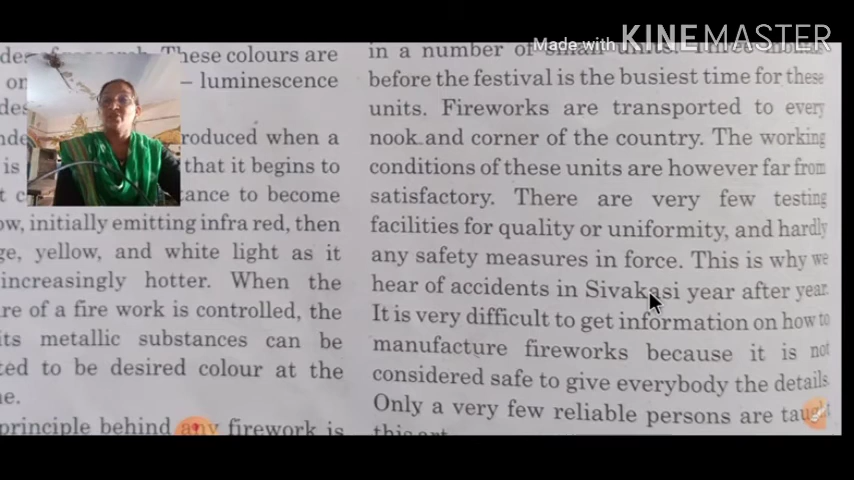 Made with KINEMASTER
These colours are
– luminescence
roduced when a
that it begins to
tance to become
ow, initially emitting infra red, then
ge, yellow, and white light as it
increasingly hotter. When the
re of a fire work is controlled, the
its metallic substances can be
ted to be desired colour at the
ne.
principle behind any firework is
in a number of small units. Three
before the festival is the busiest time for these
units. Fireworks are transported to every
nook and corner of the country. The working
conditions of these units are however far from
satisfactory. There are very few testing
facilities for quality or uniformity, and hardly
any safety measures in force. This is why we
hear of accidents in Sivakasi year after year.
It is very difficult to get information on how to
manufacture fireworks because it is not
considered safe to give everybody the details.
Only a very few reliable persons are taught
this art